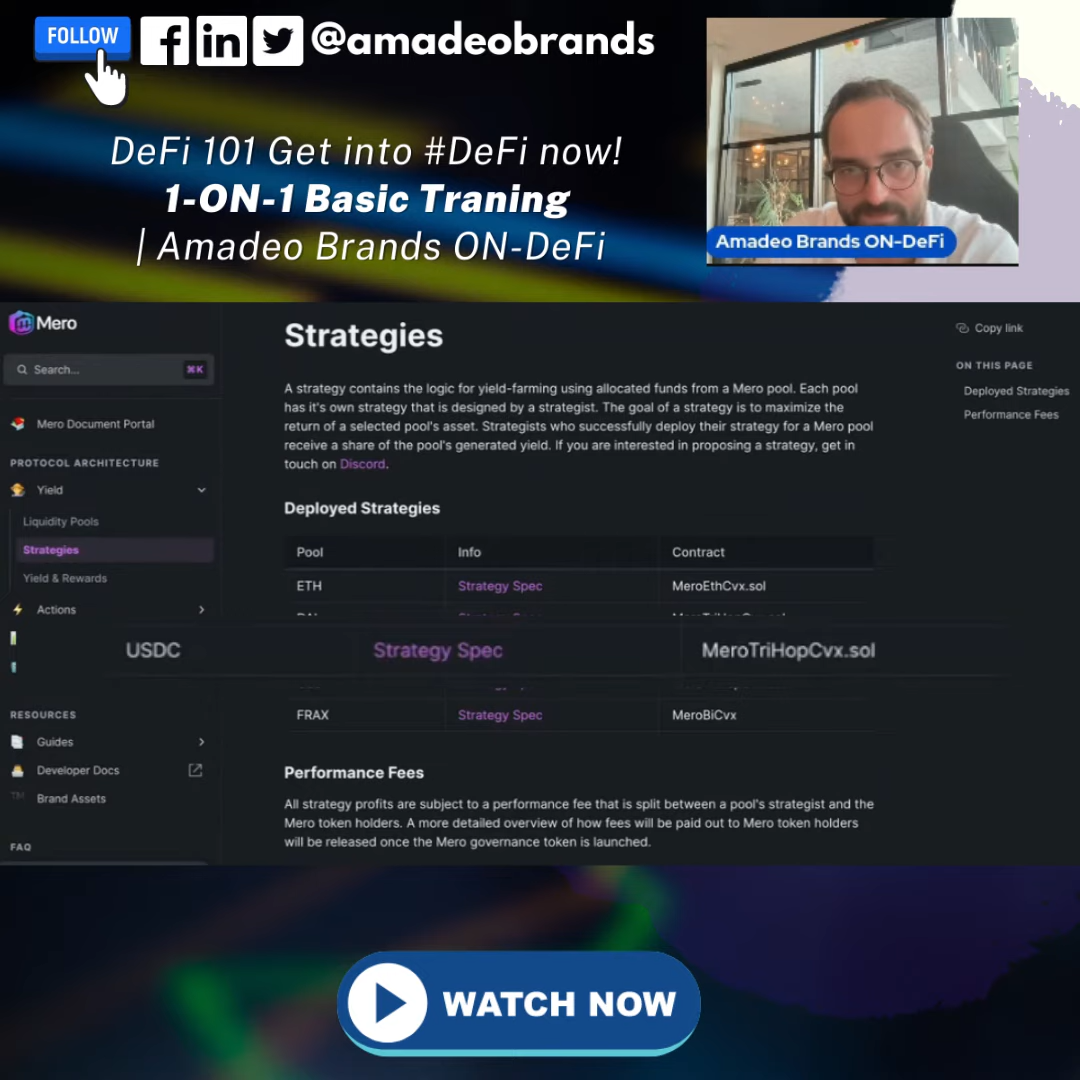 FOLLOW
@amadeobrands
DeFi 101 Get into #DeFi now!
1-ON-1 Basic Traning
| Amadeo Brands ON-DeFi
Amadeo Brands ON-DeFi
Mero
Search...
⌘K
Mero Document Portal
PROTOCOL ARCHITECTURE
Yield
Liquidity Pools
Strategies
Yield & Rewards
Actions
RESOURCES
Guides
Developer Docs
Brand Assets
FAQ
Strategies
A strategy contains the logic for yield-farming using allocated funds from a Mero pool. Each pool
has it's own strategy that is designed by a strategist. The goal of a strategy is to maximize the
return of a selected pool's asset. Strategists who successfully deploy their strategy for a Mero pool
receive a share of the pool's generated yield. If you are interested in proposing a strategy, get in
touch on Discord.
Deployed Strategies
Pool Info Contract
ETH Strategy Spec MeroEthCvx.sol
USDC Strategy Spec MeroTriHopCvx.sol
FRAX Strategy Spec MeroBiCvx
Performance Fees
All strategy profits are subject to a performance fee that is split between a pool's strategist and the
Mero token holders. A more detailed overview of how fees will be paid out to Mero token holders
will be released once the Mero governance token is launched.
Copy link
ON THIS PAGE
Deployed Strategies
Performance Fees
WATCH NOW